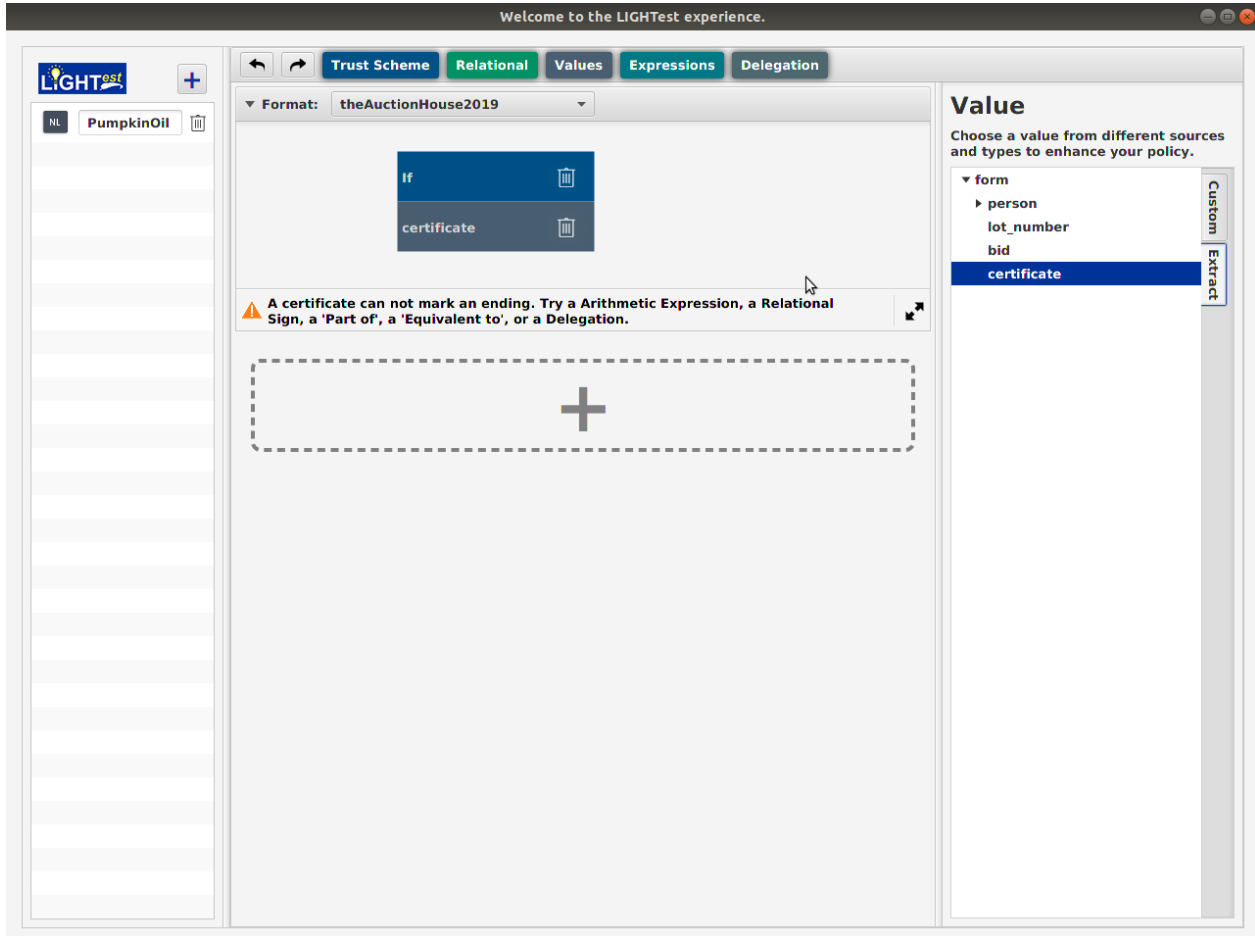 Welcome to the LIGHTest experience.
LIGHTest
+
Trust Scheme
Relational
Values
Expressions
Delegation
NL
PumpkinOil
Format:
theAuctionHouse2019
If
certificate
A certificate can not mark an ending. Try a Arithmetic Expression, a Relational
Sign, a 'Part of', a 'Equivalent to', or a Delegation.
+
Value
Choose a value from different sources
and types to enhance your policy.
form
person
lot_number
bid
certificate
Custom
Extract